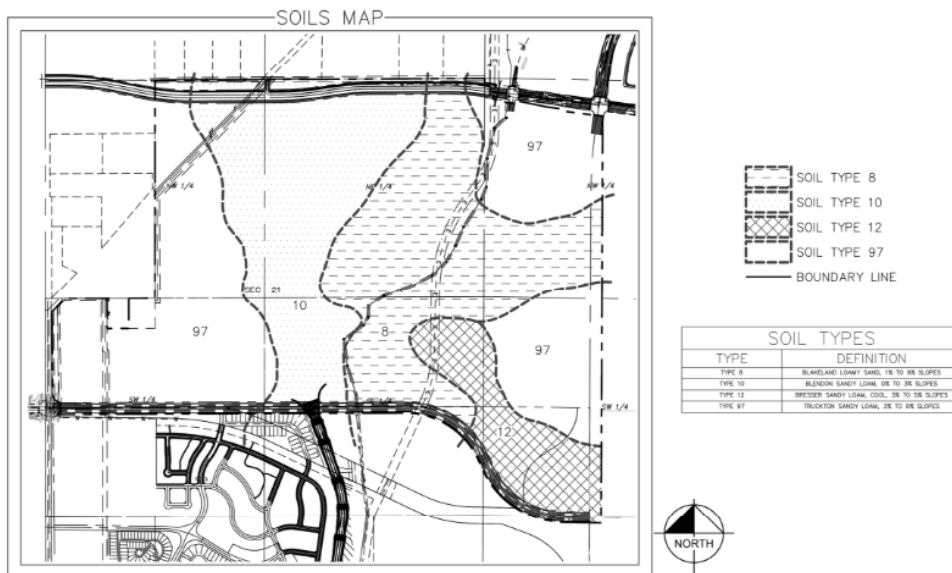 SOILS MAP
97
NW 1/4
NE 1/4
NW 1/4
SEC 21
10
8
97
97
SW 1/4
SW 1/4
12
SOIL TYPE 8
SOIL TYPE 10
SOIL TYPE 12
SOIL TYPE 97
BOUNDARY LINE
SOIL TYPES
TYPE DEFINITION
TYPE 8 BLAKELAND LOAMY SAND, 1% TO 9% SLOPES
TYPE 10 BLENDON SANDY LOAM, 0% TO 3% SLOPES
TYPE 12 BRESSER SANDY LOAM, COOL, 3% TO 5% SLOPES
TYPE 97 TRUCKTON SANDY LOAM, 3% TO 9% SLOPES
NORTH